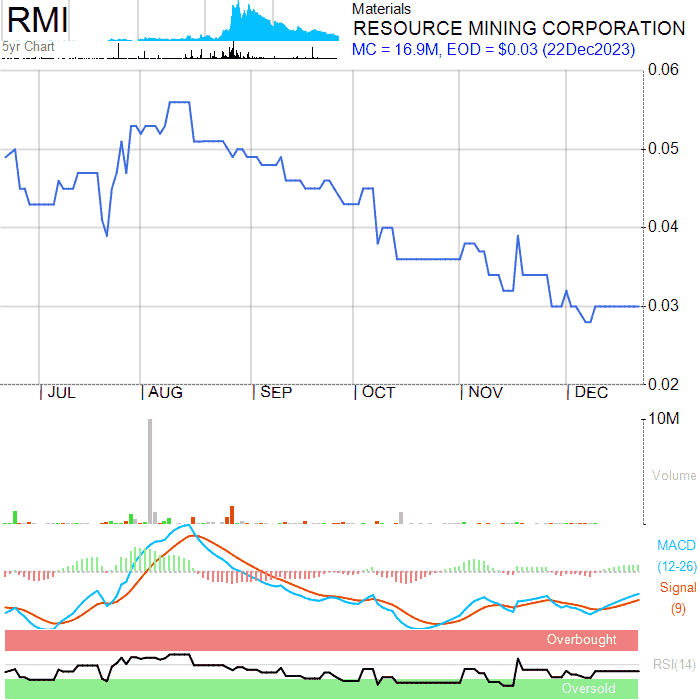 RMI
5yr Chart
Materials
RESOURCE MINING CORPORATION
MC = 16.9M, EOD = $0.03 (22Dec2023)
0.06
0.05
0.04
0.03
0.02
JUL AUG SEP OCT NOV DEC
10M
Volume
MACD
(12-26)
Signal
(9)
Overbought
RSI(14)
Oversold